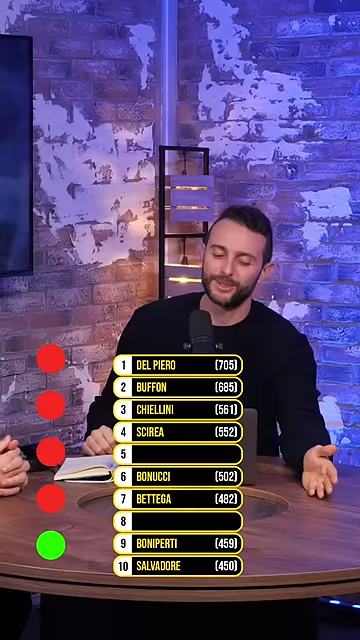 1 DEL PIERO (705)
2 BUFFON (685)
3 CHIELLINI (561)
4 SCIREA (552)
5
6 BONUCCI (502)
7 BETTEGA (482)
8
9 BONIPERTI (459)
10 SALVADORE (450)